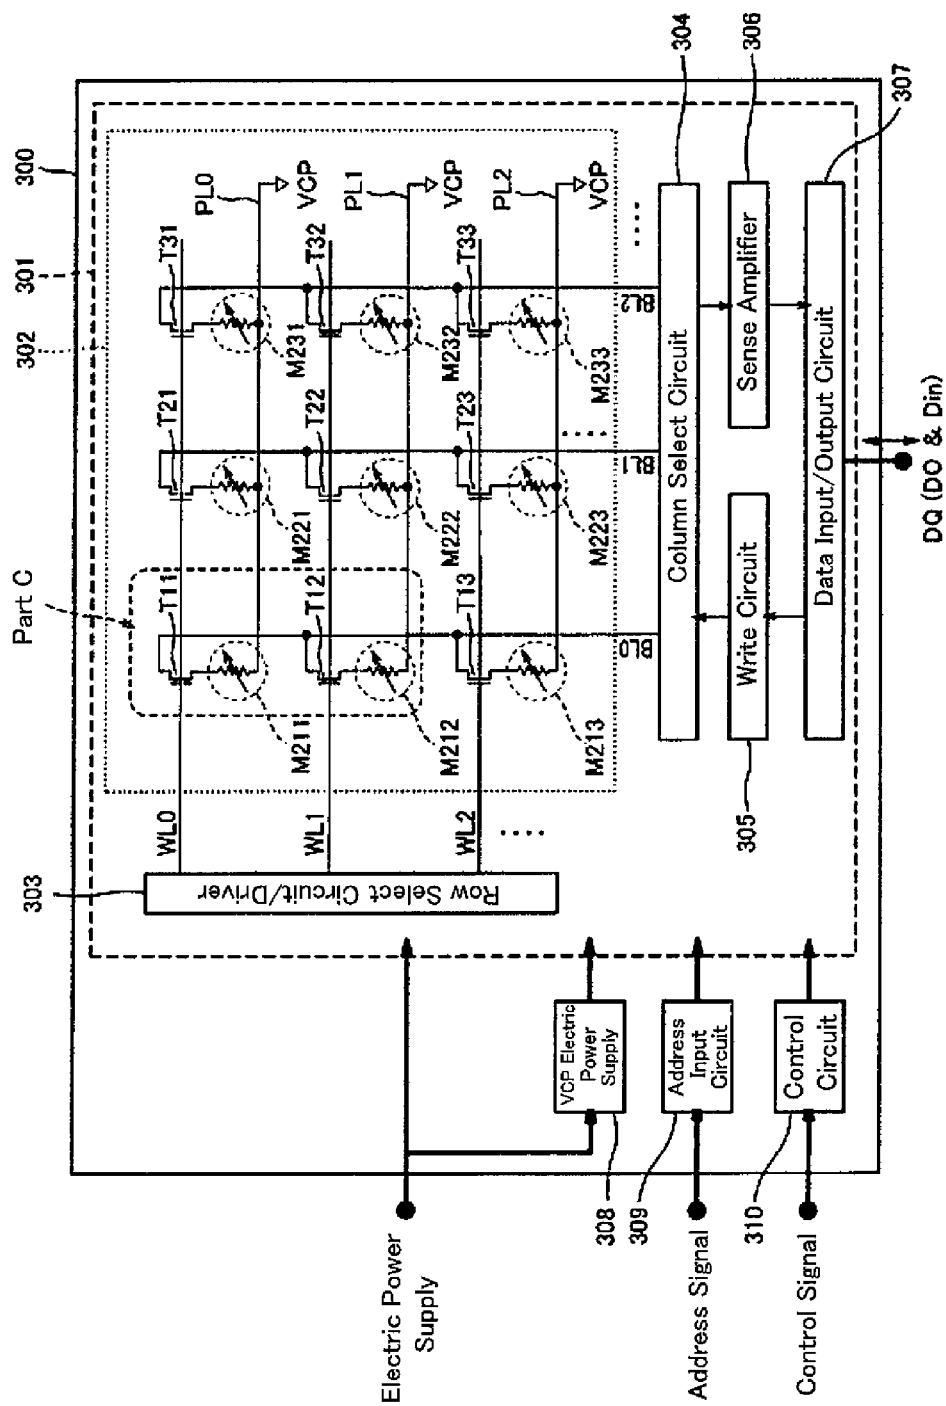 300
301
302
Part C
T11
T21
T31
PL0
WL0
VCP
M211
M221
M231
T12
T22
T32
PL1
WL1
VCP
M212
M222
M232
T13
T23
T33
PL2
WL2
VCP
M213
M223
M233
....
....
....
BL0
BL1
BL2
303
Row Select Circuit/Driver
304
Column Select Circuit
305
Write Circuit
306
Sense Amplifier
307
Data Input/Output Circuit
DQ (DO & Din)
Electric Power
Supply
VCP Electric
Power
Supply
308
Address Signal
Address
Input
Circuit
309
Control Signal
Control
Circuit
310